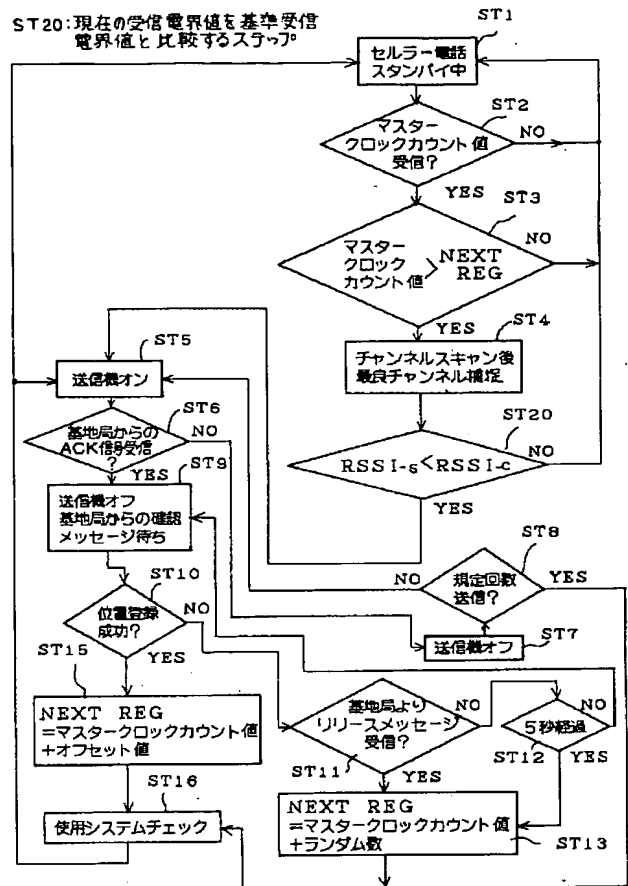 ST20:現在の受信電界値を基準受信
電界値と比較するステップ
ST1
セルラー電話
スタンバイ中
ST2
マスター
クロックカウント値
受信?
NO
YES
ST3
マスター
クロック
カウント値
>
NEXT
REG
NO
YES
ST4
チャンネルスキャン後
最良チャンネル捕捉
ST5
送信機オン
ST6
基地局からの
ACK信号受信
?
NO
YES
ST20
RSSI-s<RSSI-c
NO
YES
ST9
送信機オフ
基地局からの確認
メッセージ待ち
ST8
規定回数
送信?
NO
YES
ST7
送信機オフ
ST10
位置登録
成功?
NO
YES
ST15
NEXT REG
=マスタークロックカウント値
+オフセット値
ST11
基地局より
リリースメッセージ
受信?
NO
YES
ST12
5秒経過
NO
YES
ST16
使用システムチェック
NEXT REG
=マスタークロックカウント値
+ランダム数
ST13